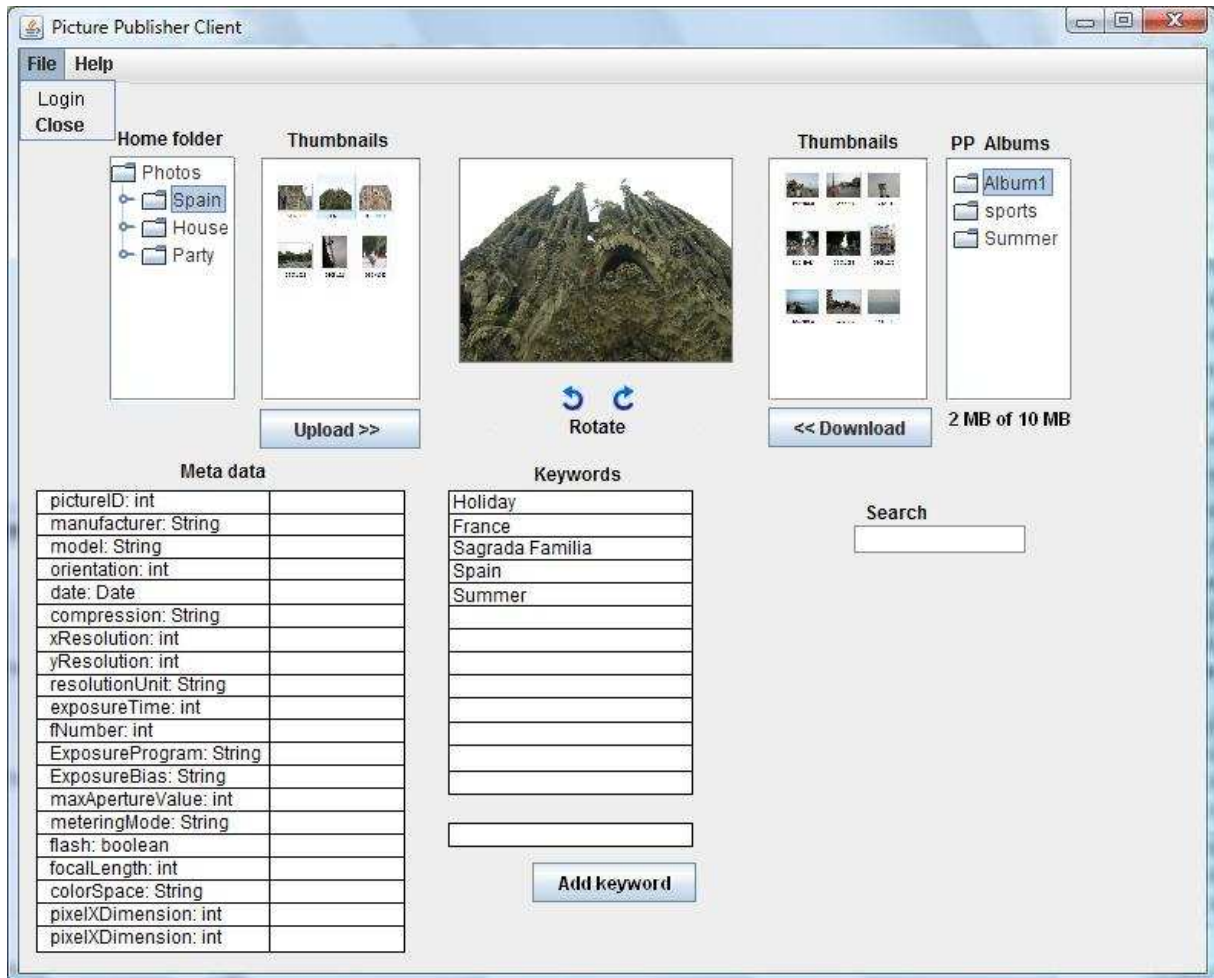 Picture Publisher Client
File Help
Login
Close
Home folder
Photos
Spain
House
Party
Thumbnails
Upload >>
Rotate
Thumbnails
<< Download
PP Albums
Album1
sports
Summer
2 MB of 10 MB
Meta data
pictureID: int
manufacturer: String
model: String
orientation: int
date: Date
compression: String
xResolution: int
yResolution: int
resolutionUnit: String
exposureTime: int
fNumber: int
ExposureProgram: String
ExposureBias: String
maxApertureValue: int
meteringMode: String
flash: boolean
focalLength: int
colorSpace: String
pixelXDimension: int
pixelXDimension: int
Keywords
Holiday
France
Sagrada Familia
Spain
Summer
Add keyword
Search